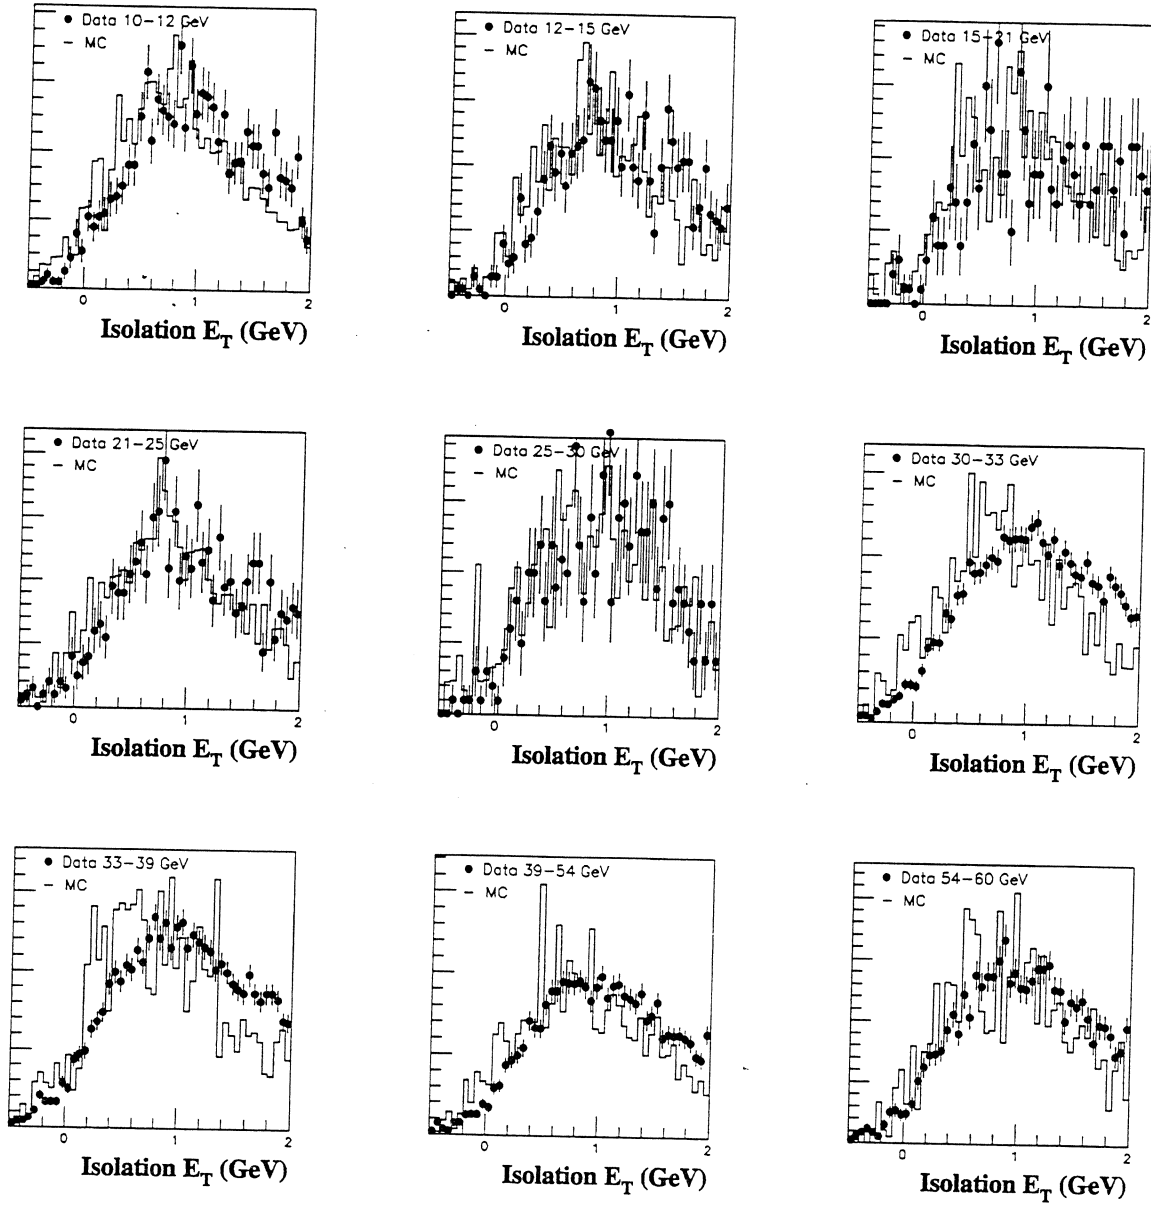 Data 10-12 GeV
MC
0 1 2
Isolation E_T (GeV)
Data 12-15 GeV
MC
0 1 2
Isolation E_T (GeV)
Data 15-21 GeV
MC
0 1 2
Isolation E_T (GeV)
Data 21-25 GeV
MC
0 1 2
Isolation E_T (GeV)
Data 25-30 GeV
MC
0 1 2
Isolation E_T (GeV)
Data 30-33 GeV
MC
0 1 2
Isolation E_T (GeV)
Data 33-39 GeV
MC
0 1 2
Isolation E_T (GeV)
Data 39-54 GeV
MC
0 1 2
Isolation E_T (GeV)
Data 54-60 GeV
MC
0 1 2
Isolation E_T (GeV)